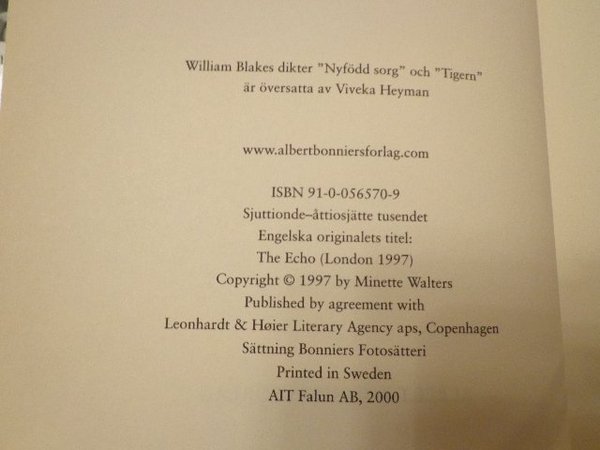 William Blakes dikter ”Nyfödd sorg” och ”Tigern”
är översatta av Viveka Heyman
www.albertbonniersforlag.com
ISBN 91-0-056570-9
Sjuttionde–åttiosjätte tusendet
Engelska originalets titel:
The Echo (London 1997)
Copyright © 1997 by Minette Walters
Published by agreement with
Leonhardt & Høier Literary Agency aps, Copenhagen
Sättning Bonniers Fotosätteri
Printed in Sweden
AIT Falun AB, 2000